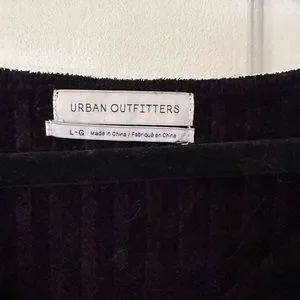 URBAN OUTFITTERS
L-G Made in China / Fabriqué en Chine